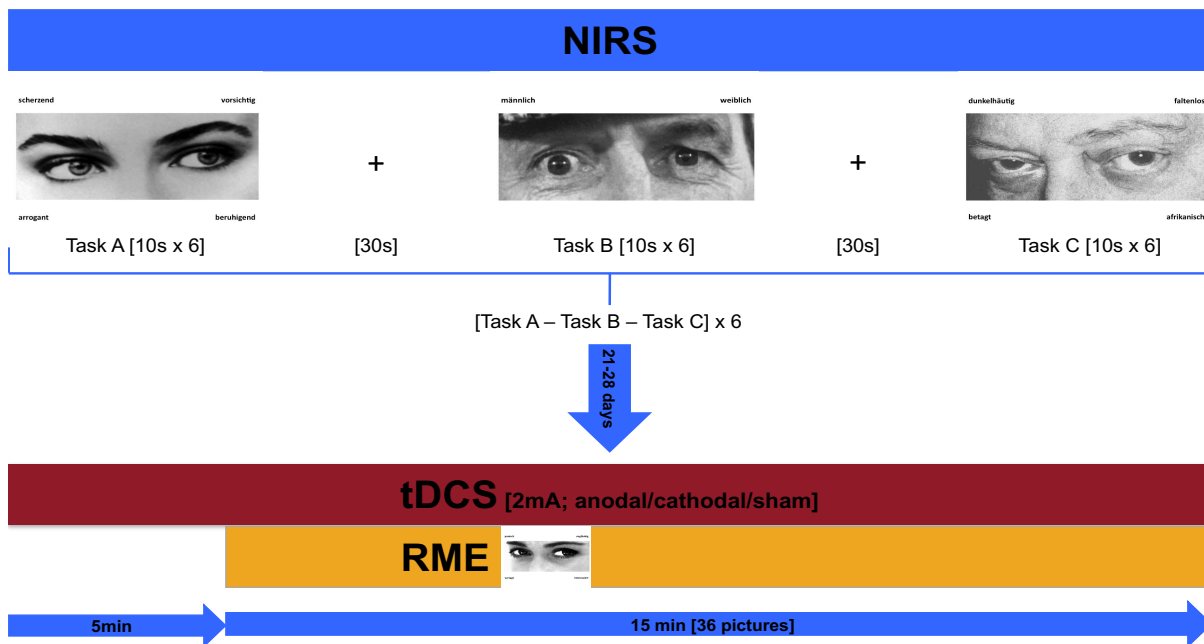 NIRS
scherzend vorsichtig
männlich weiblich
dunkelhäutig faltenlos
+ +
arrogant beruhigend
betagt afrikanisch
Task A [10s x 6] [30s] Task B [10s x 6] [30s] Task C [10s x 6]
[Task A – Task B – Task C] x 6
21-28 days
tDCS [2mA; anodal/cathodal/sham]
RME
5min 15 min [36 pictures]